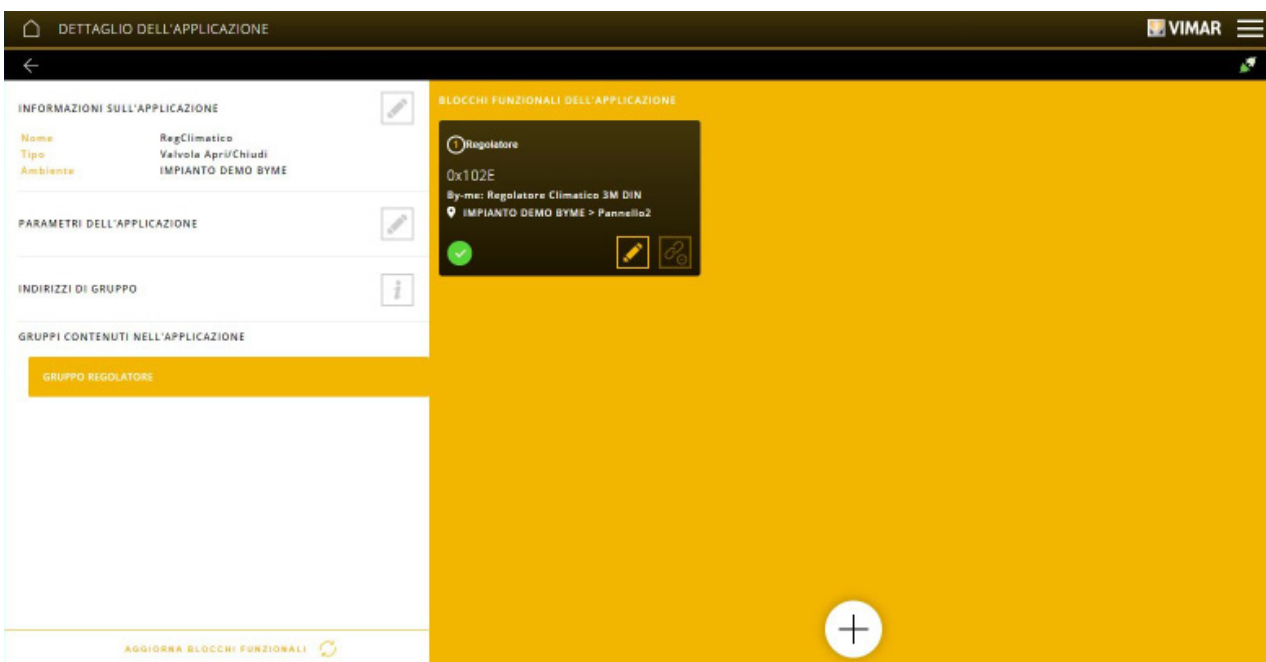 DETTAGLIO DELL'APPLICAZIONE
VIMAR
INFORMAZIONI SULL'APPLICAZIONE
Nome RegClimatico
Tipo Valvola Apri/Chiudi
Ambiente IMPIANTO DEMO BYME
PARAMETRI DELL'APPLICAZIONE
INDIRIZZI DI GRUPPO
i
GRUPPI CONTENUTI NELL'APPLICAZIONE
GRUPPO REGOLATORE
AGGIORNA BLOCCHI FUNZIONALI
BLOCCHI FUNZIONALI DELL'APPLICAZIONE
1 Regolatore
0x102E
By-me: Regolatore Climatico 3M DIN
IMPIANTO DEMO BYME > Pannello2